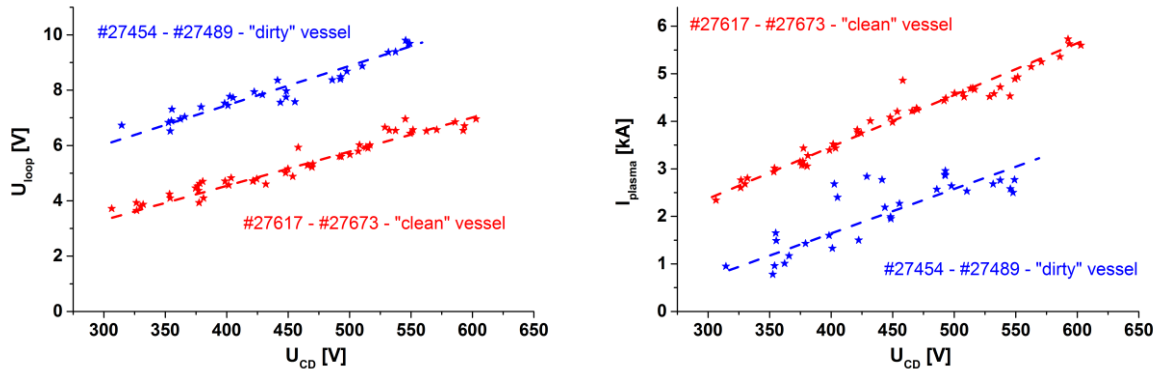 #27454 - #27489 - "dirty" vessel
#27617 - #27673 - "clean" vessel
U_loop [V]
10
8
6
4
2
0
300 350 400 450 500 550 600 650
U_CD [V]
#27617 - #27673 - "clean" vessel
#27454 - #27489 - "dirty" vessel
I_plasma [kA]
6
5
4
3
2
1
0
300 350 400 450 500 550 600 650
U_CD [V]